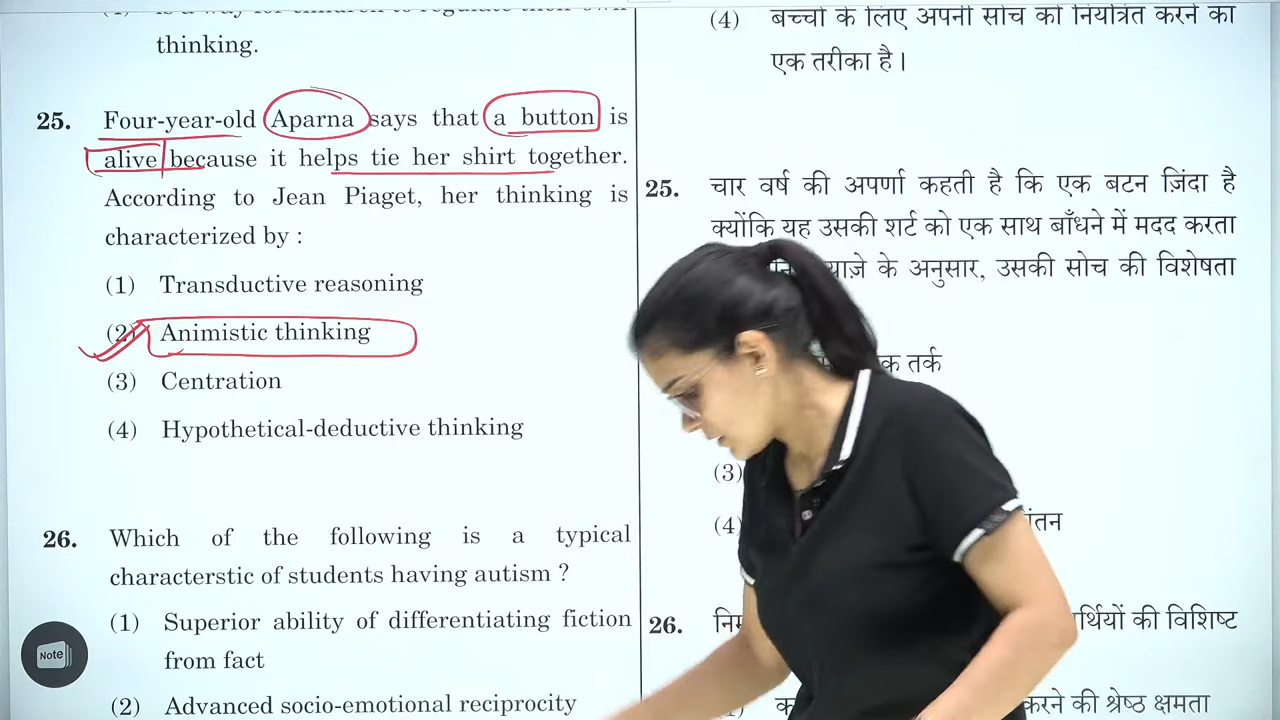 thinking.
25. Four-year-old Aparna says that a button is
alive because it helps tie her shirt together.
According to Jean Piaget, her thinking is
characterized by :
(1) Transductive reasoning
(2) Animistic thinking
(3) Centration
(4) Hypothetical-deductive thinking
26. Which of the following is a typical
characterstic of students having autism ?
(1) Superior ability of differentiating fiction
from fact
(2) Advanced socio-emotional reciprocity
Note
(4) बच्चों के लिए अपनी सोच को नियंत्रित करने का
एक तरीका है।
25. चार वर्ष की अपर्णा कहती है कि एक बटन ज़िंदा है
क्योंकि यह उसकी शर्ट को एक साथ बाँधने में मदद करता
के अनुसार, उसकी सोच की विशेषता
तर्क
(3)
(4)
26. की विशिष्ट
करने की श्रेष्ठ क्षमता